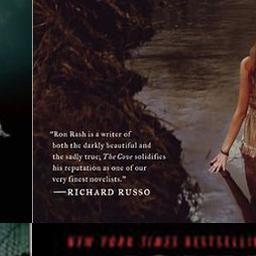 "Ron Rash is a writer of
both the darkly beautiful and
the sadly true; The Cove solidifies
his reputation as one of our
very finest novelists."
—RICHARD RUSSO
NEW YORK TIMES BESTSELLI